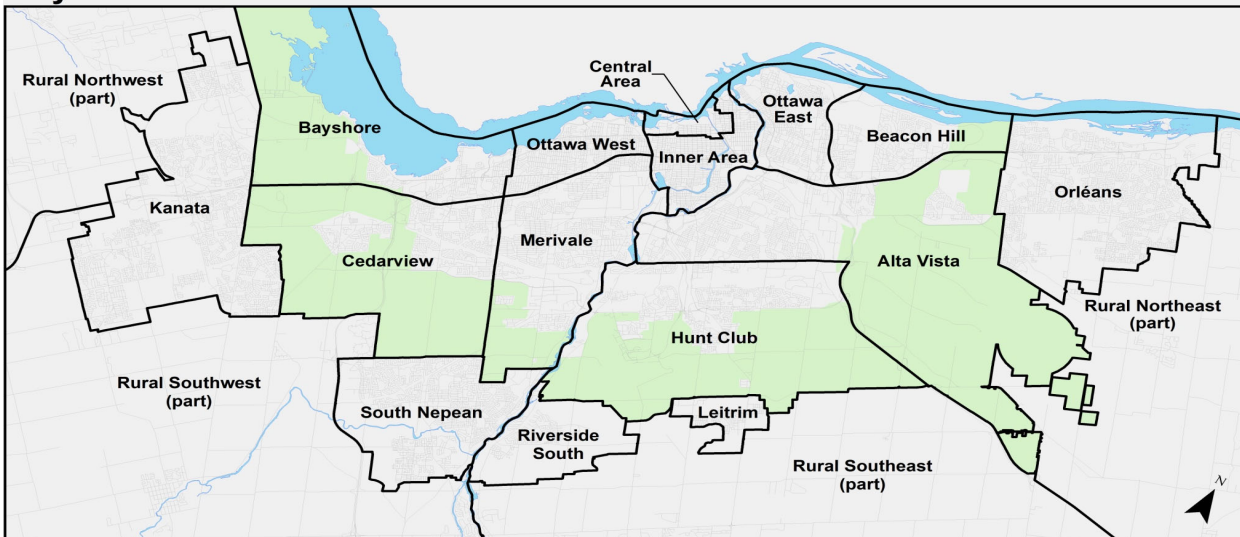 Central
Area
Rural Northwest
(part)
Ottawa
East
Bayshore
Beacon Hill
Ottawa West
Inner Area
Orléans
Kanata
Merivale
Cedarview
Alta Vista
Rural Northeast
(part)
Hunt Club
Rural Southwest
(part)
South Nepean
Leitrim
Riverside
South
Rural Southeast
(part)
N